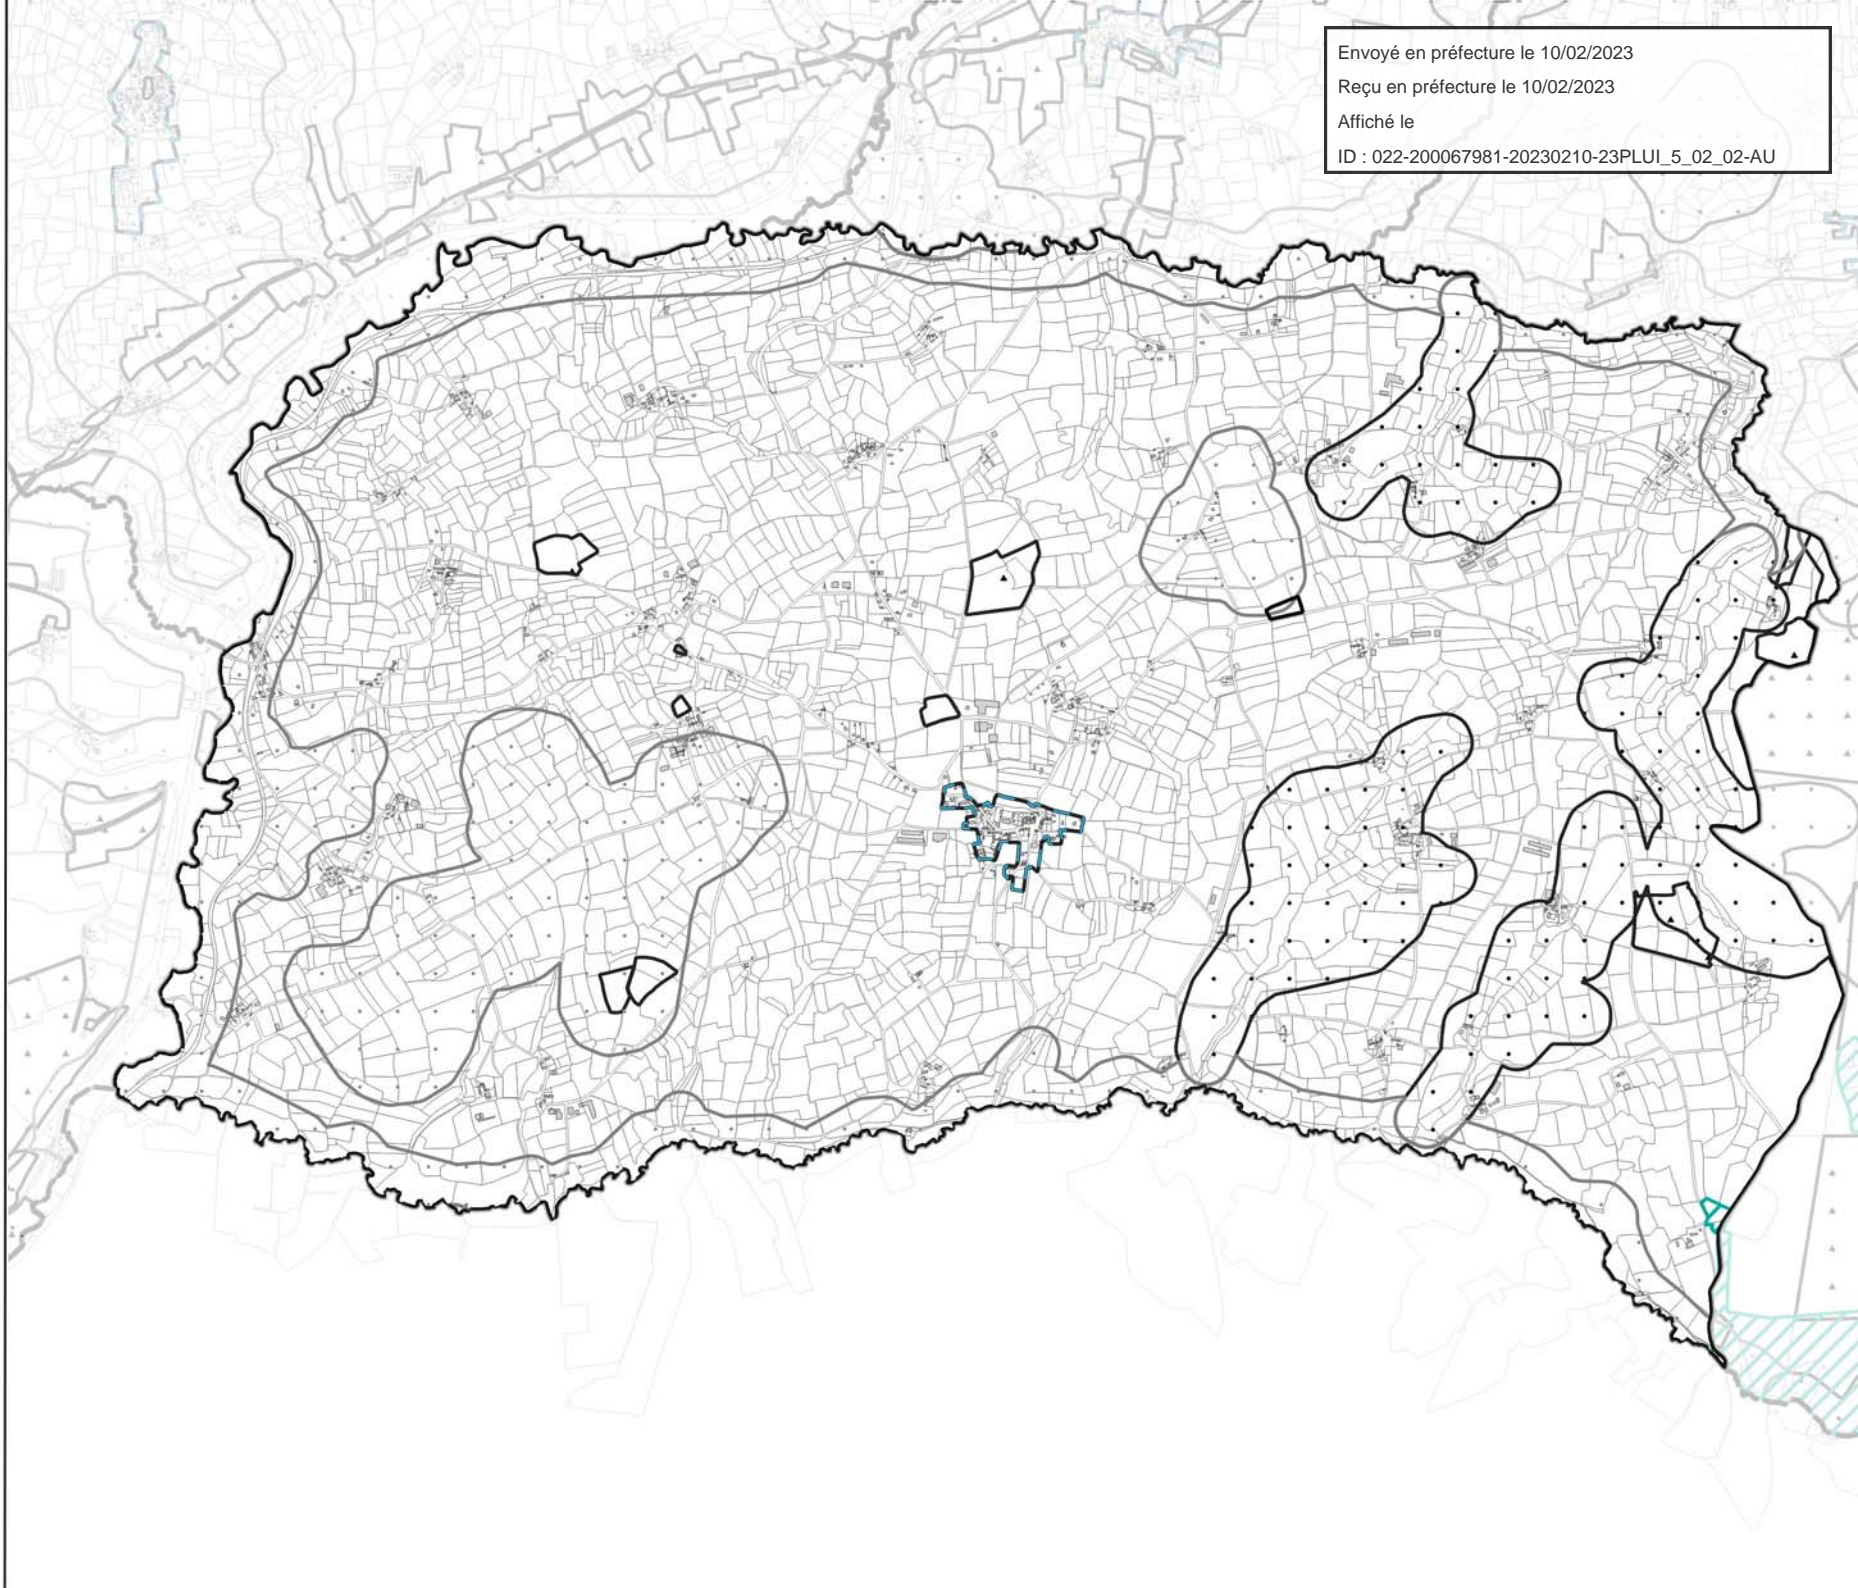 Envoyé en préfecture le 10/02/2023
Reçu en préfecture le 10/02/2023
Affiché le
ID : 022-200067981-20230210-23PLUI_5_02_02-AU